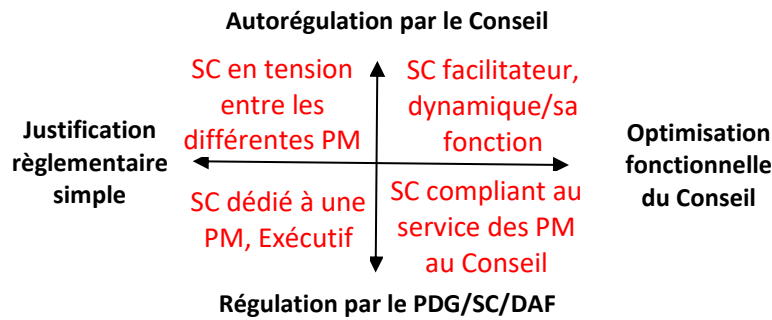 Autorégulation par le Conseil
SC en tension
entre les
différentes PM
SC facilitateur,
dynamique/sa
fonction
Justification
règlementaire
simple
Optimisation
fonctionnelle
du Conseil
SC dédié à une
PM, Exécutif
SC compliant au
service des PM
au Conseil
Régulation par le PDG/SC/DAF